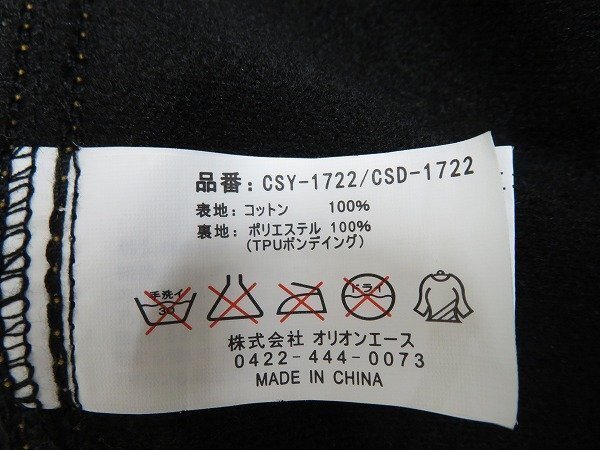 品番: CSY-1722/CSD-1722
表地: コットン 100%
裏地: ポリエステル 100%
(TPUボンデイング)
手洗イ
30
ドライ
株式会社 オリオンエース
0422-444-0073
MADE IN CHINA